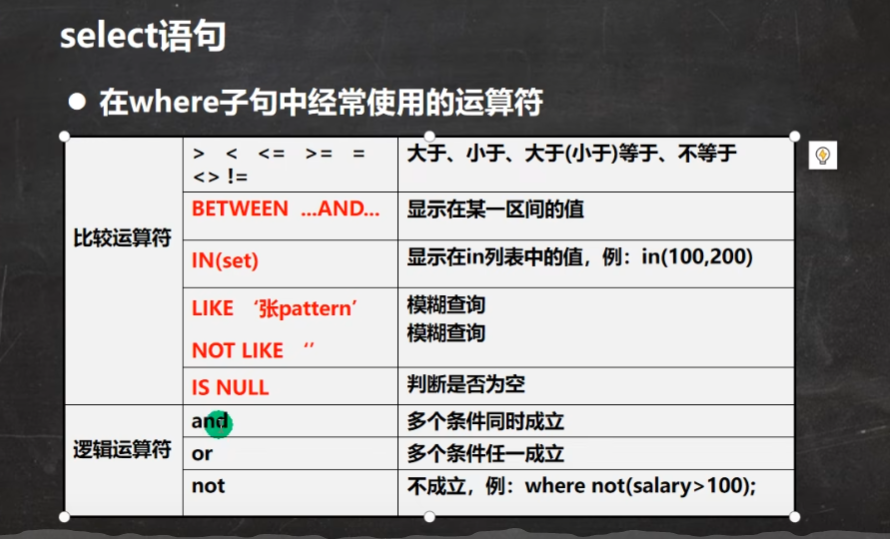 select语句
● 在where子句中经常使用的运算符
比较运算符
> < <= >= =
<> !=
大于、小于、大于(小于)等于、不等于
BETWEEN ...AND...
显示在某一区间的值
IN(set)
显示在in列表中的值，例：in(100,200)
LIKE ‘张pattern’
模糊查询
NOT LIKE ‘’
模糊查询
IS NULL
判断是否为空
逻辑运算符
and
多个条件同时成立
or
多个条件任一成立
not
不成立，例：where not(salary>100);